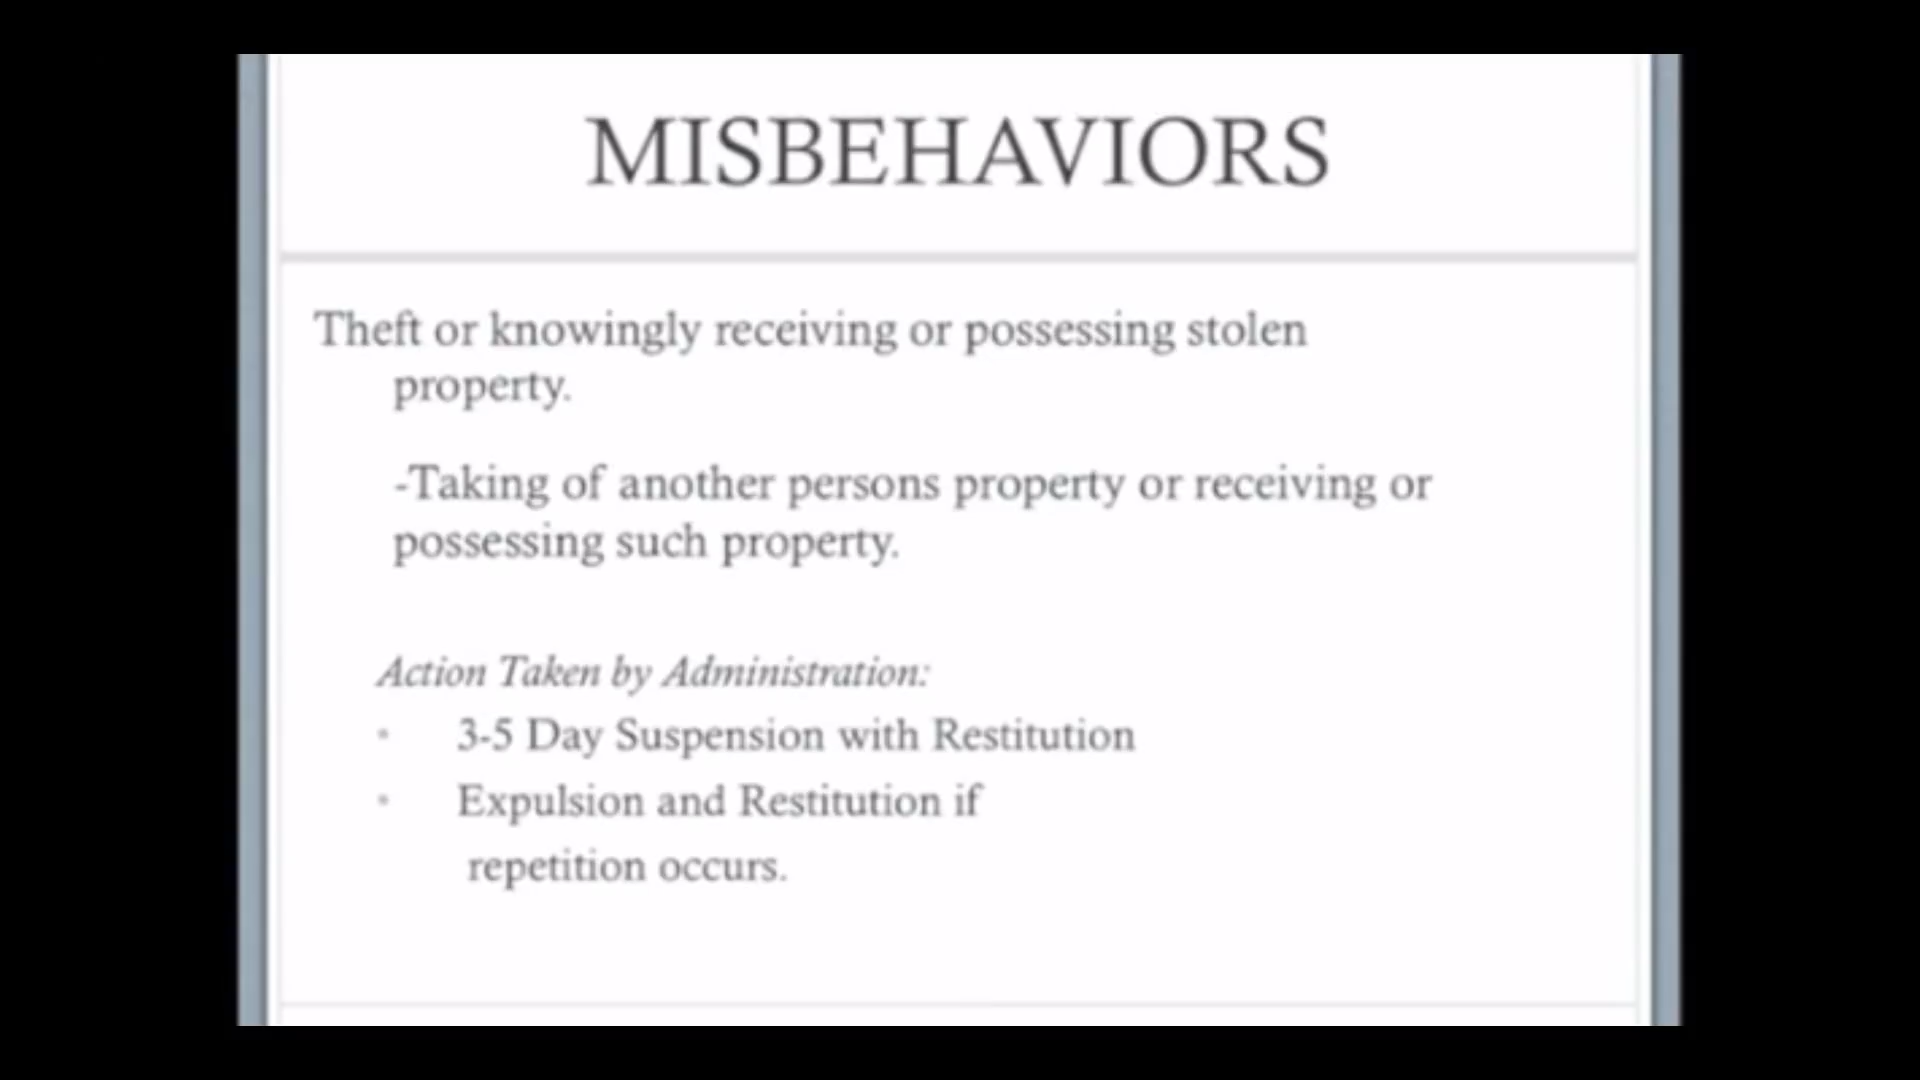 MISBEHAVIORS
Theft or knowingly receiving or possessing stolen
property.
-Taking of another persons property or receiving or
possessing such property.
Action Taken by Administration:
• 3-5 Day Suspension with Restitution
• Expulsion and Restitution if
repetition occurs.